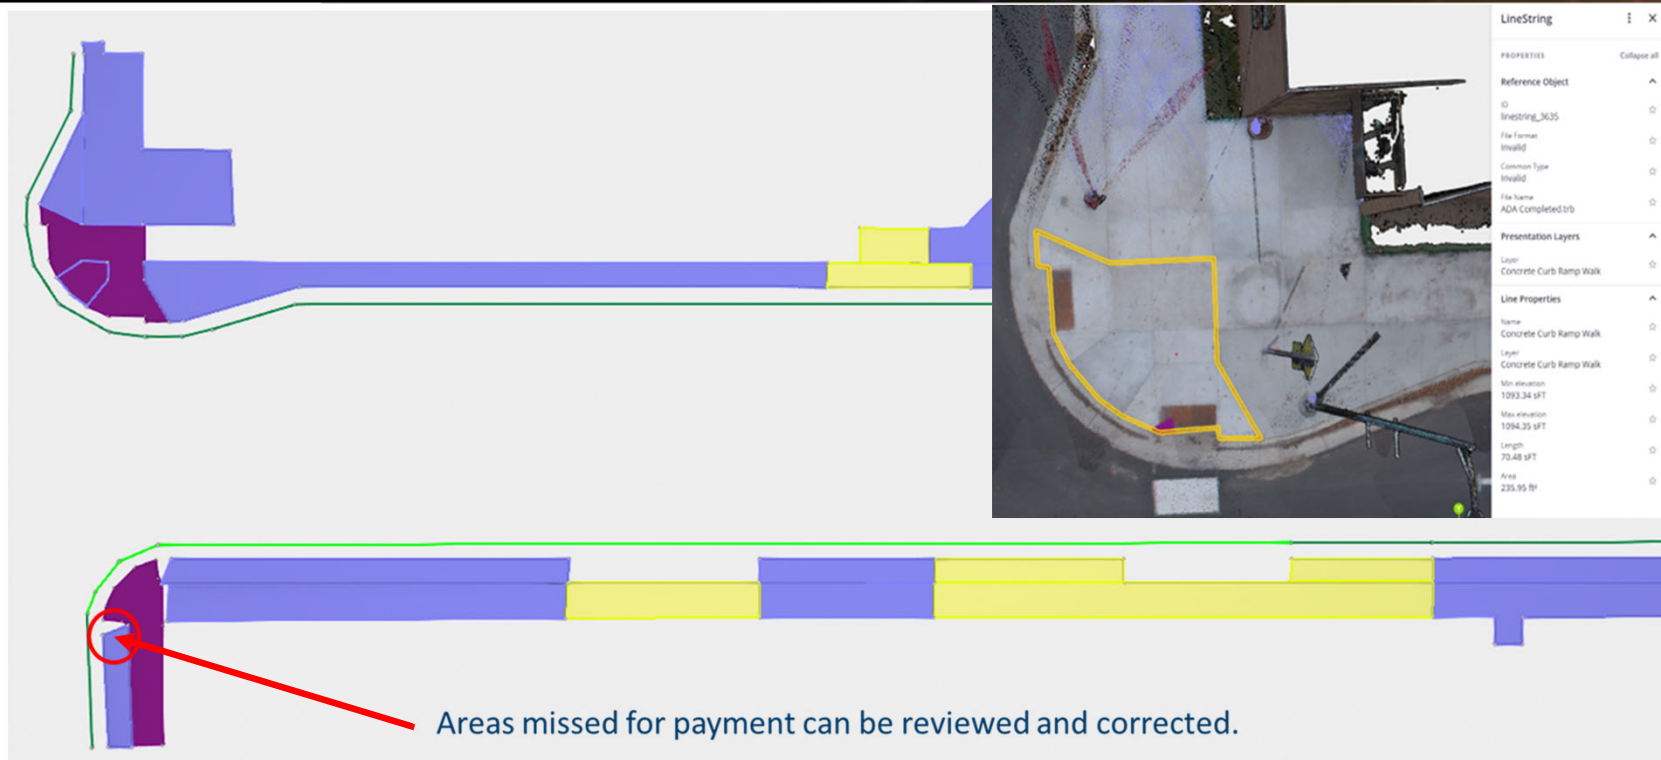 LineString
PROPERTIES
Collapse all
Reference Object
ID
linestring_3635
File Format
Invalid
Common Type
Invalid
File Name
ADA Completed.trb
Presentation Layers
Layer
Concrete Curb Ramp Walk
Line Properties
Name
Concrete Curb Ramp Walk
Layer
Concrete Curb Ramp Walk
Min elevation
1093.34 sFT
Max elevation
1094.35 sFT
Length
70.48 sFT
Area
235.95 ft²
Areas missed for payment can be reviewed and corrected.